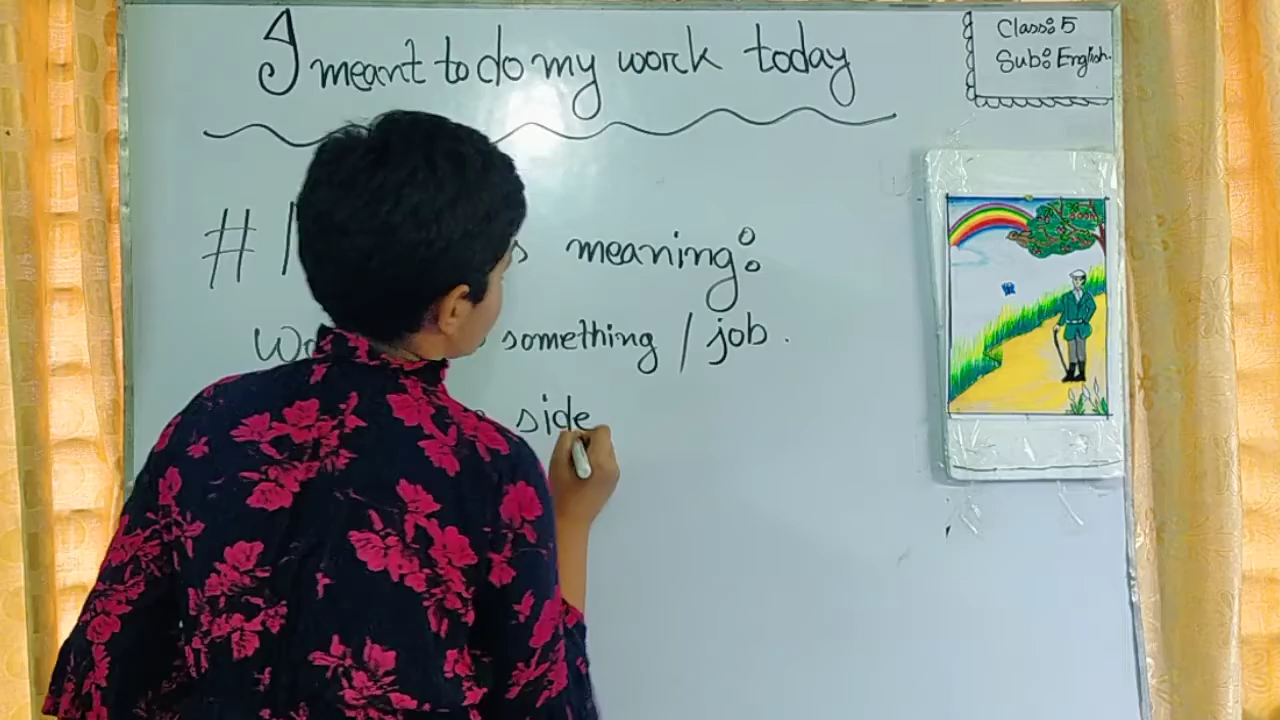 I meant to do my work today
Class: 5
Sub: English.
# meaning:
something / job.
side